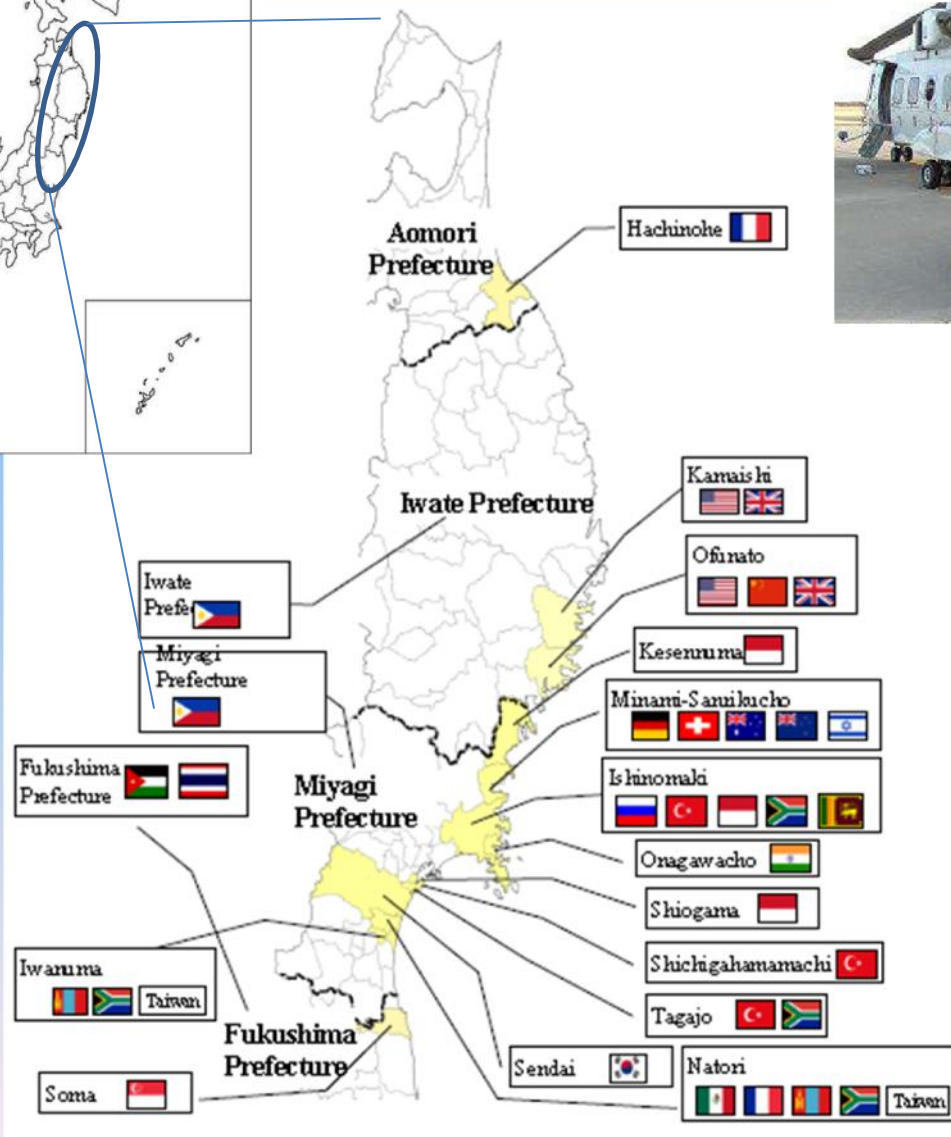 Aomori
Prefecture
Hachinohe
Iwate Prefecture
Kamaishi
Ofunato
Iwate
Prefe
Kesennuma
Miyagi
Prefecture
Minami-Sanrikucho
Fukushima
Prefecture
Miyagi
Prefecture
Ishinomaki
Onagawacho
Shiogama
Iwanuma
Taiwan
Shichigahamamachi
Tagajo
Fukushima
Prefecture
Sendai
Natori
Taiwan
Soma